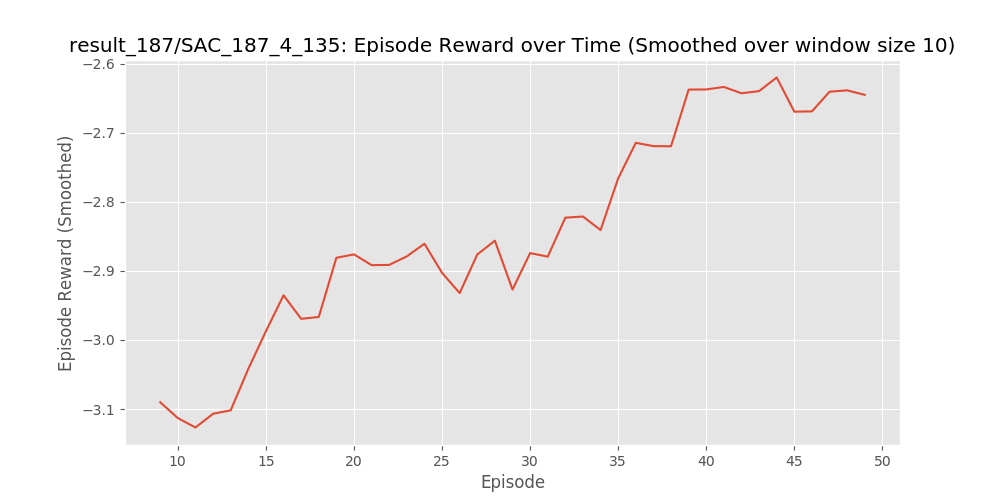 result_187/SAC_187_4_135: Episode Reward over Time (Smoothed over window size 10)
Episode Reward (Smoothed)
−2.6
−2.7
−2.8
−2.9
−3.0
−3.1
10 15 20 25 30 35 40 45 50
Episode